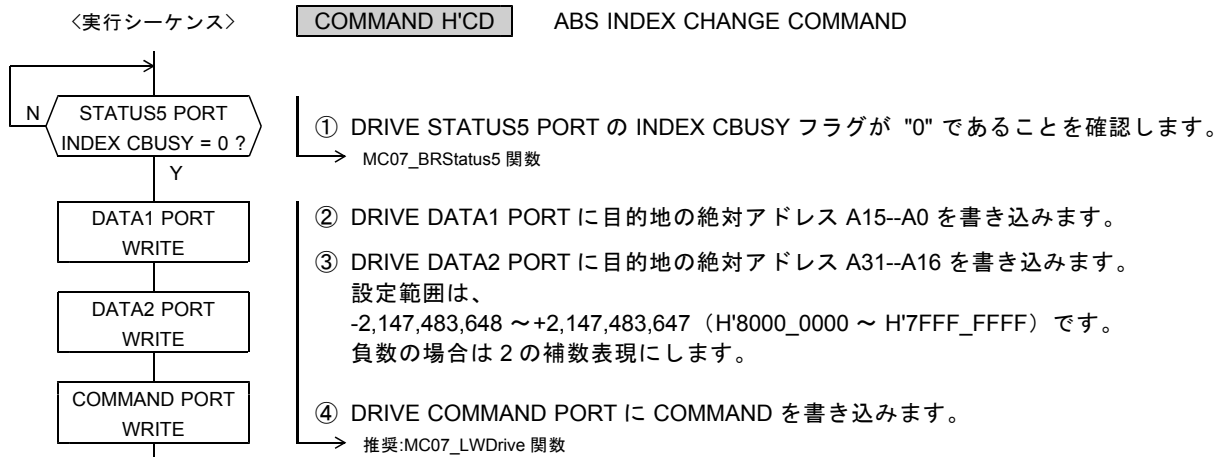 〈実行シーケンス〉 COMMAND H'CD ABS INDEX CHANGE COMMAND
N
STATUS5 PORT
INDEX CBUSY = 0 ?
Y
① DRIVE STATUS5 PORT の INDEX CBUSY フラグが "0" であることを確認します。
MC07_BRStatus5 関数
DATA1 PORT
WRITE
② DRIVE DATA1 PORT に目的地の絶対アドレス A15--A0 を書き込みます。
DATA2 PORT
WRITE
③ DRIVE DATA2 PORT に目的地の絶対アドレス A31--A16 を書き込みます。
設定範囲は、
-2,147,483,648 ～+2,147,483,647（H'8000_0000 ～ H'7FFF_FFFF）です。
負数の場合は 2 の補数表現にします。
COMMAND PORT
WRITE
④ DRIVE COMMAND PORT に COMMAND を書き込みます。
推奨:MC07_LWDrive 関数